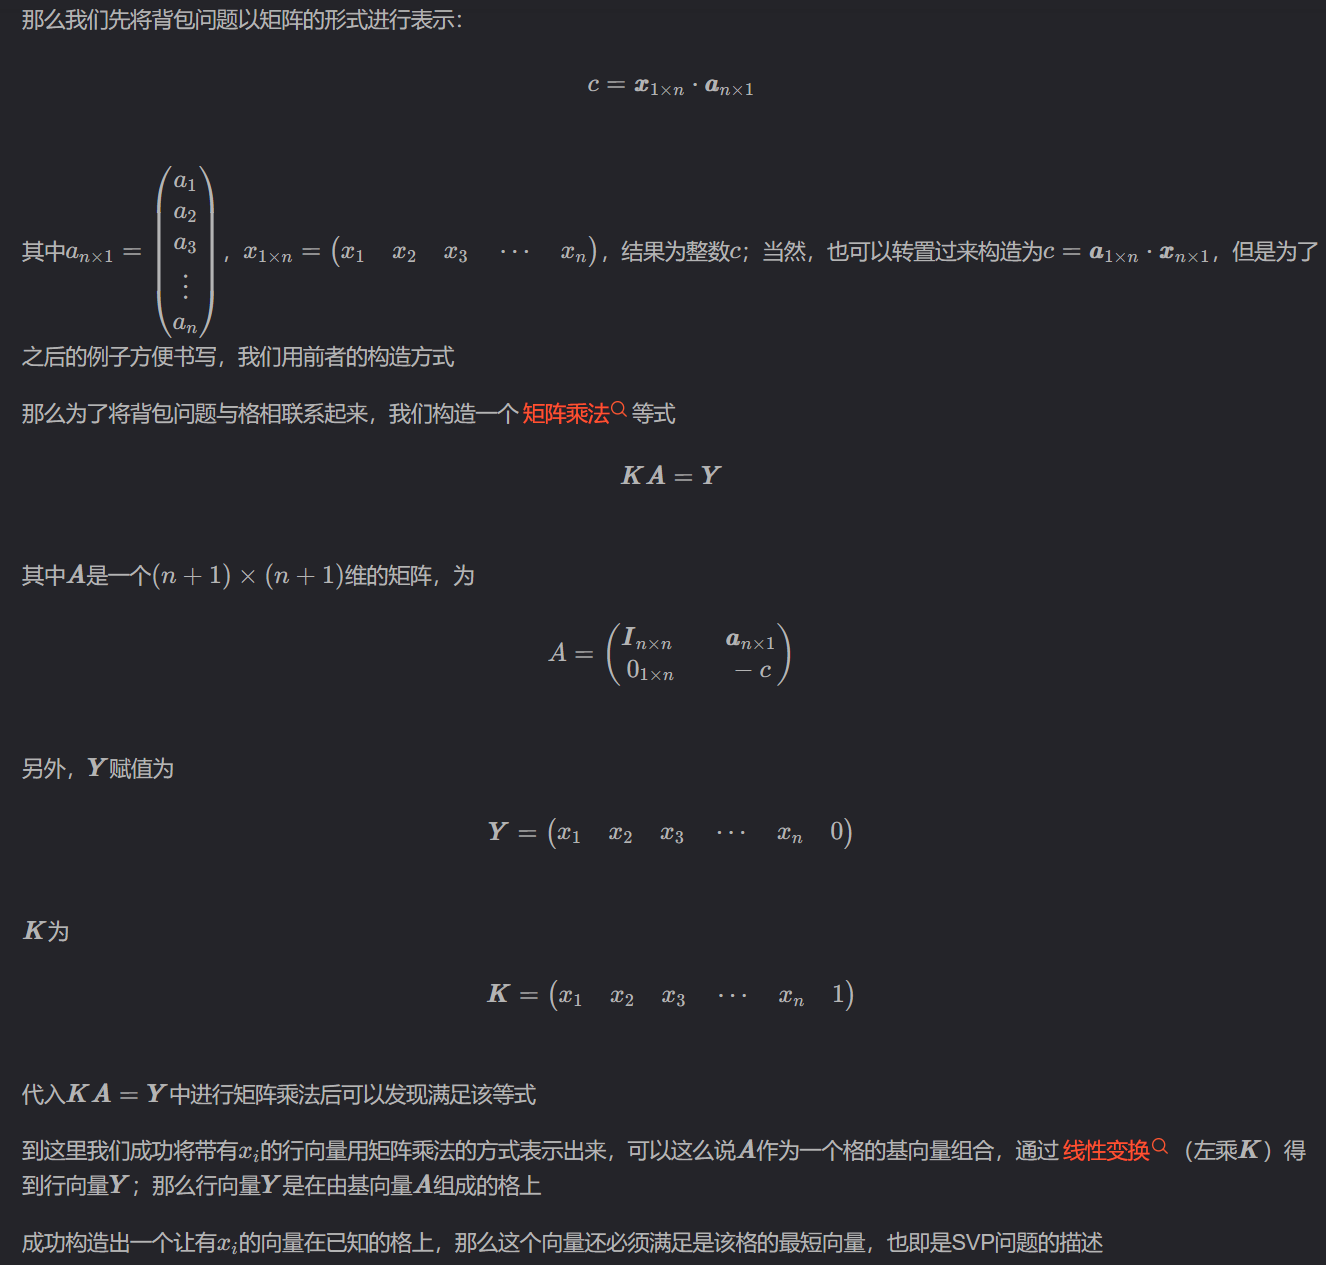 那么我们先将背包问题以矩阵的形式进行表示：
$c = \boldsymbol{x}_{1\times n} \cdot \boldsymbol{a}_{n\times 1}$
其中$a_{n\times 1} = \begin{pmatrix} a_1 \\ a_2 \\ a_3 \\ \vdots \\ a_n \end{pmatrix}$，$x_{1\times n} = \begin{pmatrix} x_1 & x_2 & x_3 & \cdots & x_n \end{pmatrix}$，结果为整数$c$；当然，也可以转置过来构造为$c = \boldsymbol{a}_{1\times n} \cdot \boldsymbol{x}_{n\times 1}$，但是为了
之后的例子方便书写，我们用前者的构造方式
那么为了将背包问题与格相联系起来，我们构造一个 矩阵乘法 等式
$\boldsymbol{K}\boldsymbol{A} = \boldsymbol{Y}$
其中$\boldsymbol{A}$是一个$(n+1) \times (n+1)$维的矩阵，为
$A = \begin{pmatrix} \boldsymbol{I}_{n\times n} & \boldsymbol{a}_{n\times 1} \\ 0_{1\times n} & -c \end{pmatrix}$
另外，$\boldsymbol{Y}$赋值为
$\boldsymbol{Y} = \begin{pmatrix} x_1 & x_2 & x_3 & \cdots & x_n & 0 \end{pmatrix}$
$\boldsymbol{K}$为
$\boldsymbol{K} = \begin{pmatrix} x_1 & x_2 & x_3 & \cdots & x_n & 1 \end{pmatrix}$
代入$\boldsymbol{K}\boldsymbol{A} = \boldsymbol{Y}$中进行矩阵乘法后可以发现满足该等式
到这里我们成功将带有$x_i$的行向量用矩阵乘法的方式表示出来，可以这么说$\boldsymbol{A}$作为一个格的基向量组合，通过 线性变换 （左乘$\boldsymbol{K}$）得
到行向量$\boldsymbol{Y}$；那么行向量$\boldsymbol{Y}$是在由基向量$\boldsymbol{A}$组成的格上
成功构造出一个让有$x_i$的向量在已知的格上，那么这个向量还必须满足是该格的最短向量，也即是SVP问题的描述